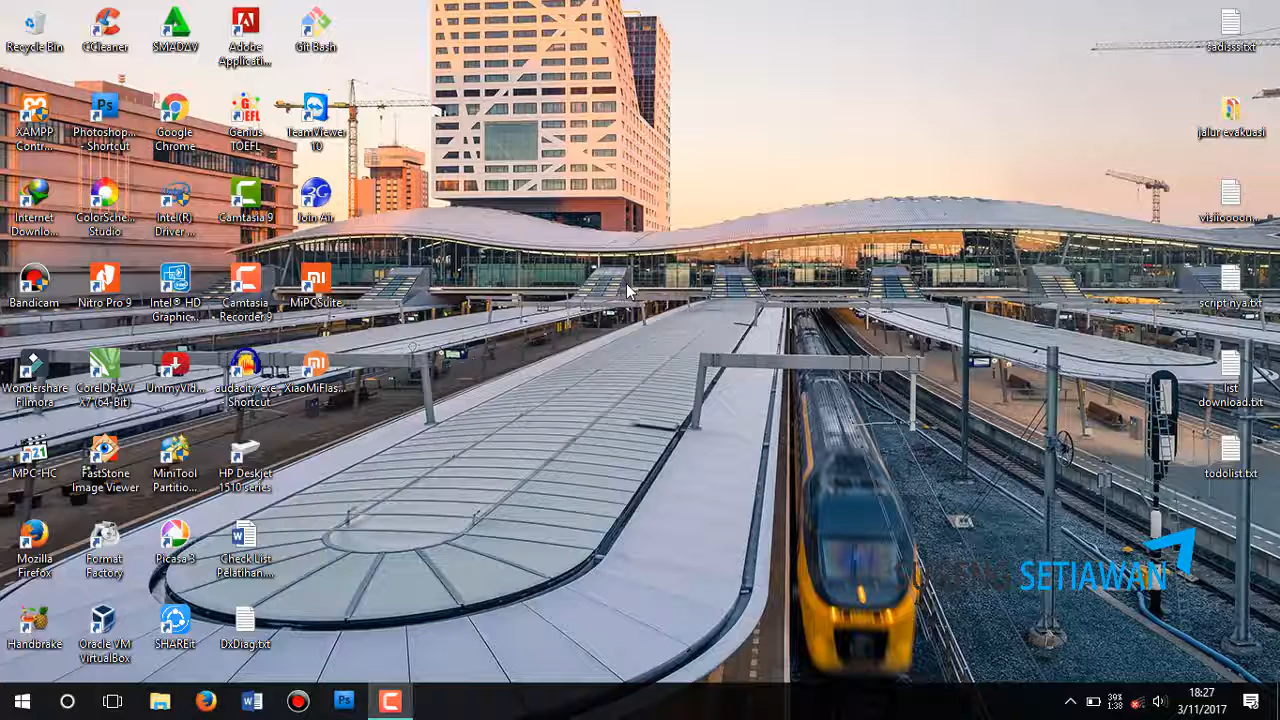 Recycle Bin
CCleaner
SMADAV
Adobe
Applicati...
Git Bash
XAMPP
Contr...
Photoshop...
- Shortcut
Google
Chrome
Genius
TOEFL
TeamViewer
10
Internet
Downlo...
ColorSche...
Studio
Intel(R)
Driver ...
Camtasia 9
Join Air
Bandicam
Nitro Pro 9
Intel® HD
Graphic...
Camtasia
Recorder 9
MiPCSuite
Wondershare
Filmora
CorelDRAW
X7 (64-Bit)
UmmyVid...
audacity.exe
- Shortcut
XiaoMiFlas...
MPC-HC
FastStone
Image Viewer
MiniTool
Partitio...
HP Deskjet
1510 series
Mozilla
Firefox
Format
Factory
Picasa 3
Check List
Pelatihan....
Handbrake
Oracle VM
VirtualBox
SHAREit
DxDiag.txt
sadisss.txt
jalur evakuasi
visifoooon...
script nya.txt
list
download.txt
todolist.txt
SETIAWAN
39%
1:38
18:27
3/11/2017